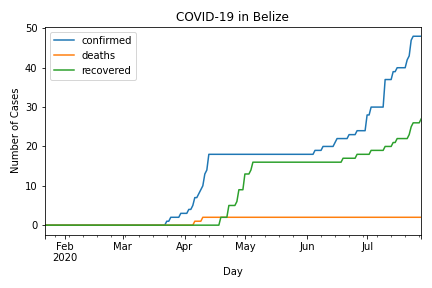 COVID-19 in Belize
confirmed
deaths
recovered
Number of Cases
50
40
30
20
10
0
Feb
2020
Mar
Apr
May
Jun
Jul
Day